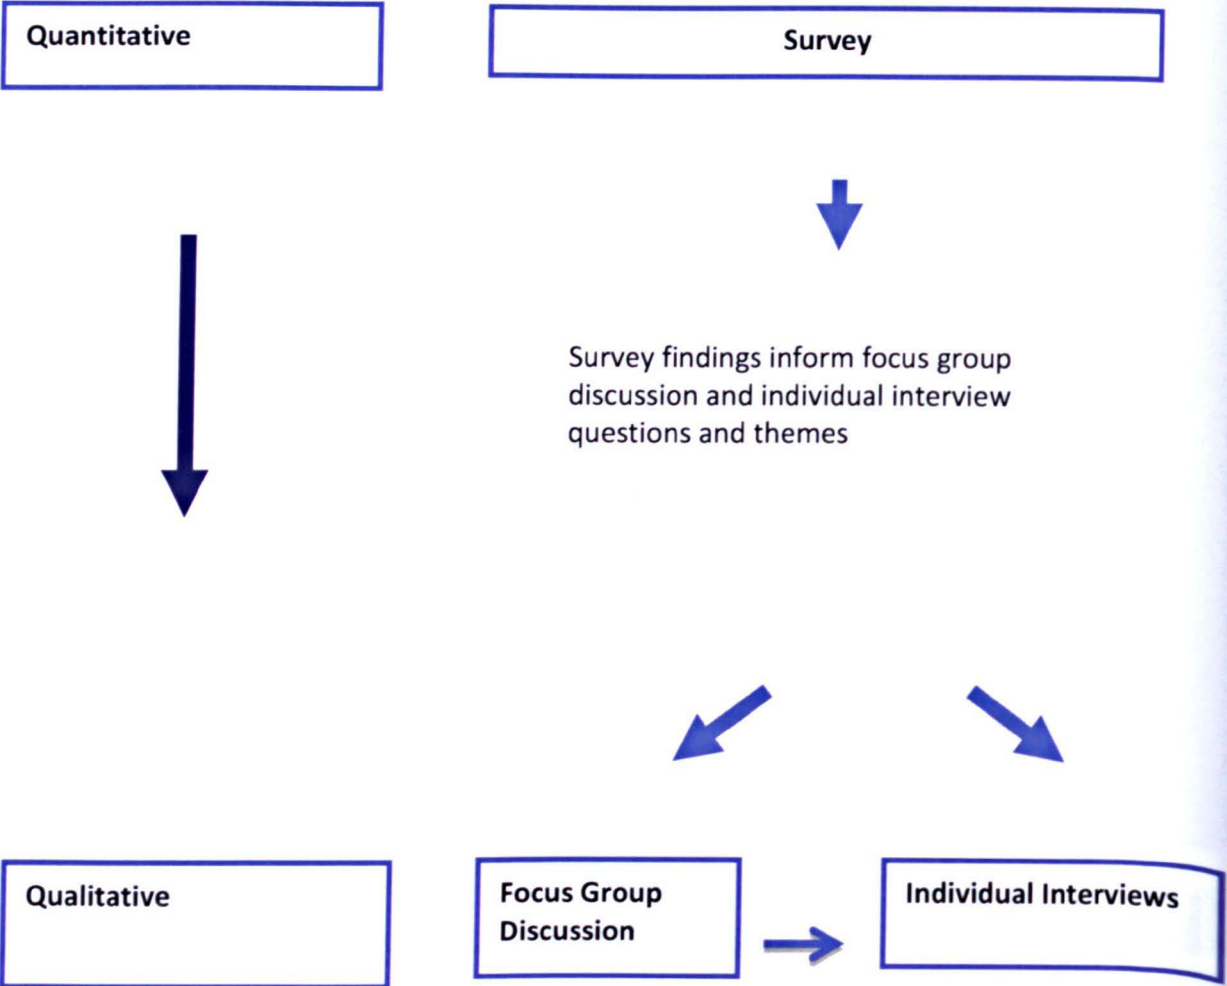 Quantitative
Survey
Survey findings inform focus group
discussion and individual interview
questions and themes
Qualitative
Focus Group
Discussion
Individual Interviews